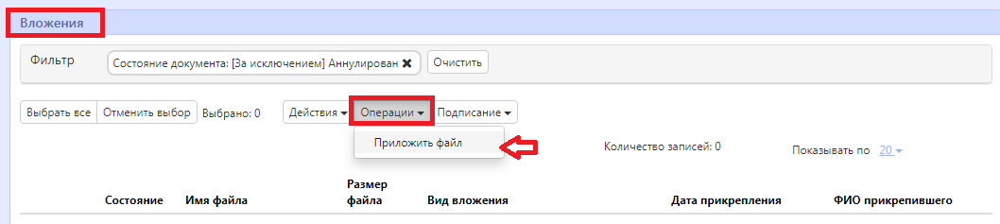 Вложения
Фильтр
Состояние документа: [За исключением] Аннулирован ✖
Очистить
Выбрать все Отменить выбор Выбрано: 0 Действия Операции Подписание
Приложить файл
Количество записей: 0 Показывать по 20
Состояние Имя файла Размер файла Вид вложения Дата прикрепления ФИО прикрепившего